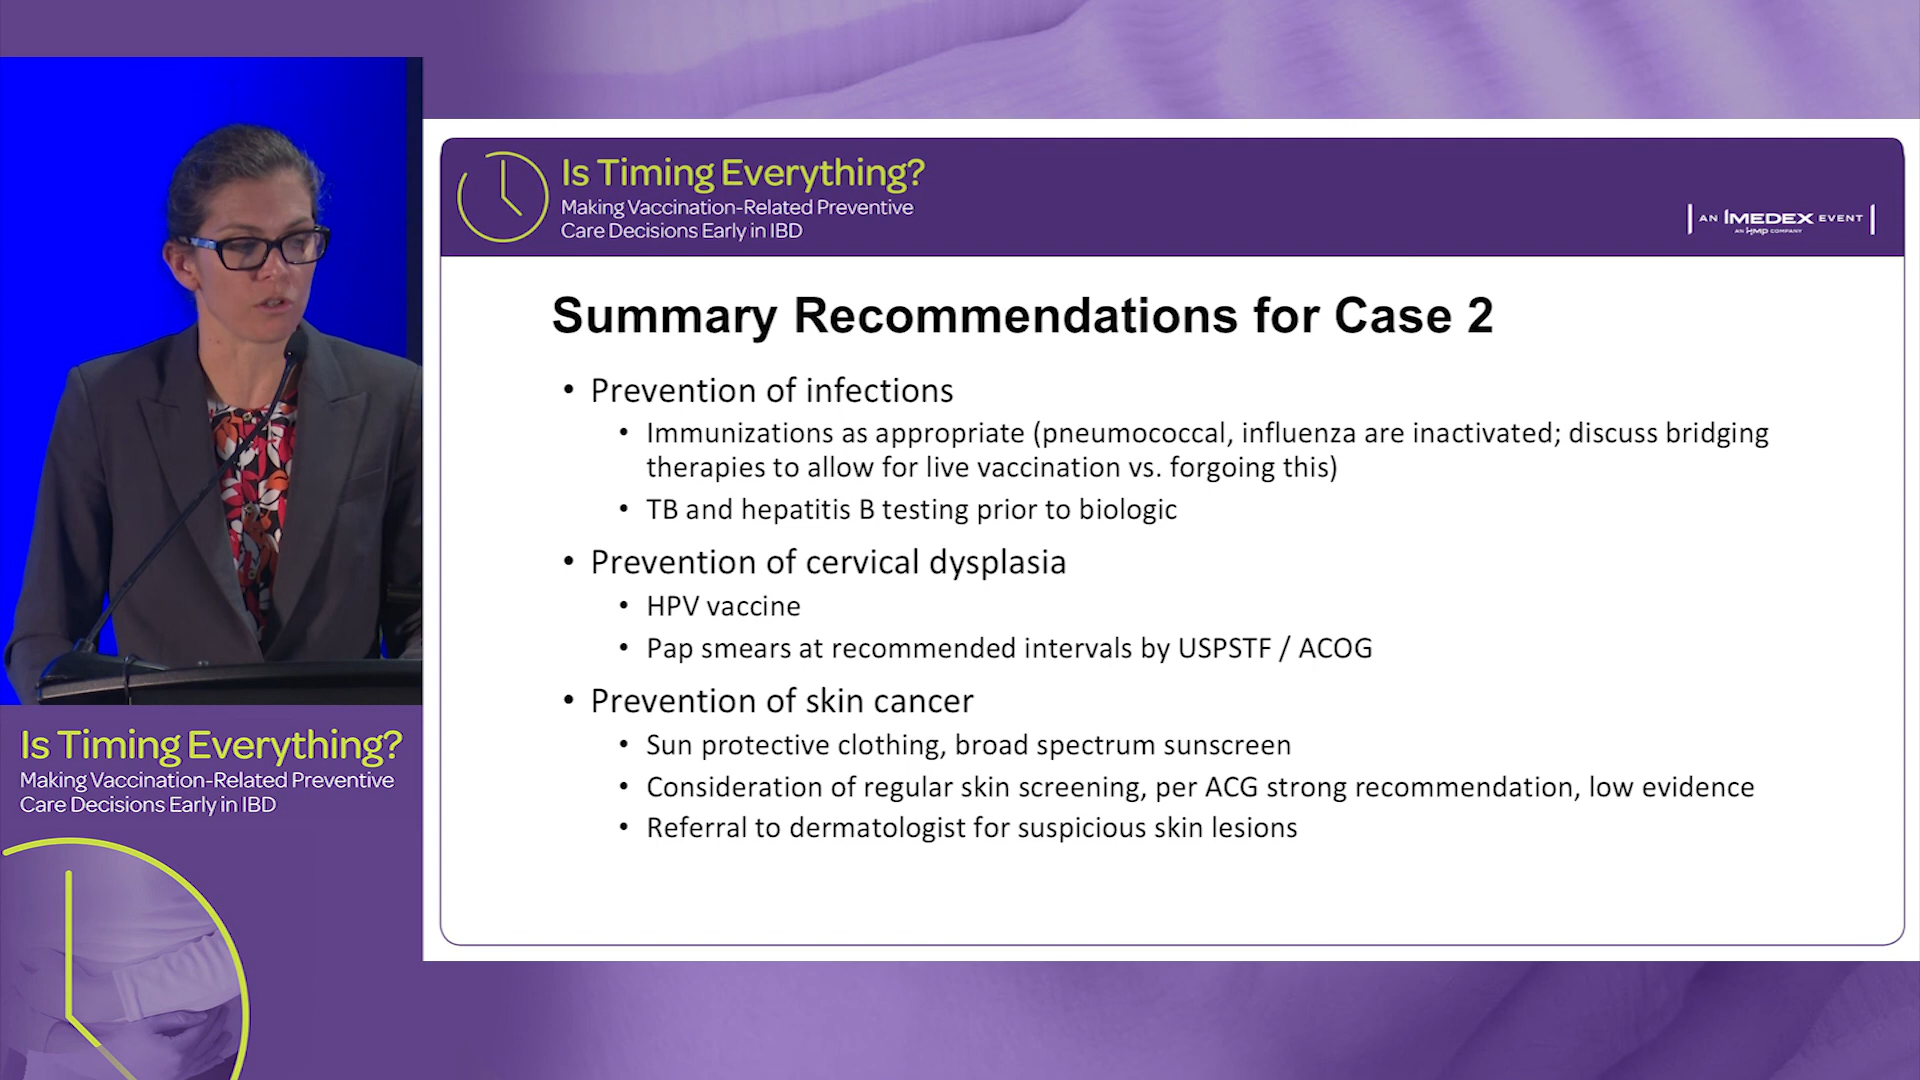 Is Timing Everything?
Making Vaccination-Related Preventive
Care Decisions Early in IBD
AN IMEDEX EVENT
AN HMP COMPANY
Summary Recommendations for Case 2
• Prevention of infections
• Immunizations as appropriate (pneumococcal, influenza are inactivated; discuss bridging
therapies to allow for live vaccination vs. forgoing this)
• TB and hepatitis B testing prior to biologic
• Prevention of cervical dysplasia
• HPV vaccine
• Pap smears at recommended intervals by USPSTF / ACOG
• Prevention of skin cancer
• Sun protective clothing, broad spectrum sunscreen
• Consideration of regular skin screening, per ACG strong recommendation, low evidence
• Referral to dermatologist for suspicious skin lesions
Is Timing Everything?
Making Vaccination-Related Preventive
Care Decisions Early in IBD